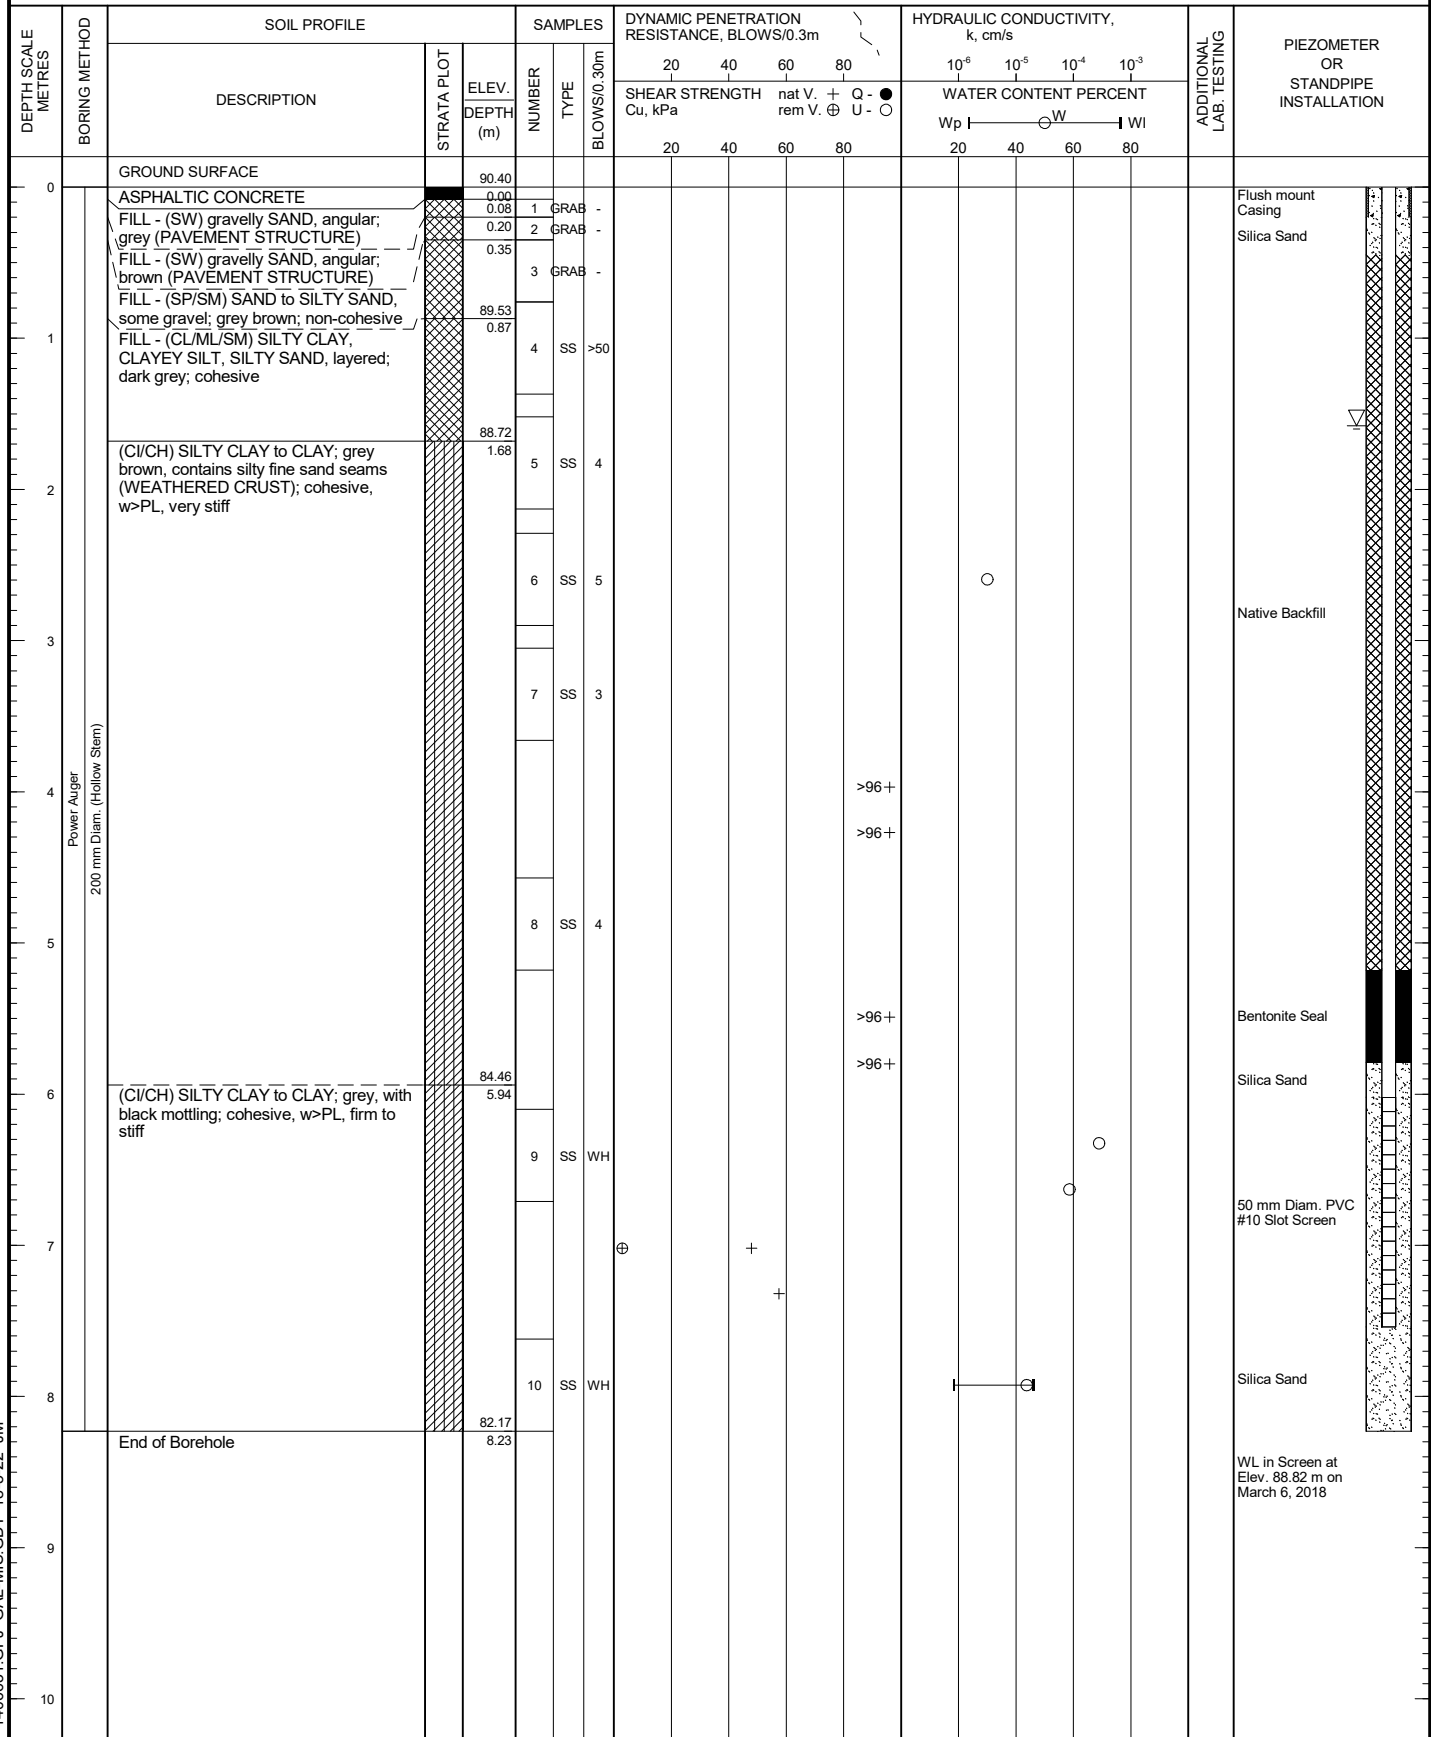 DEPTH SCALE
METRES
BORING METHOD
SOIL PROFILE
DESCRIPTION
STRATA PLOT
ELEV.
DEPTH
(m)
SAMPLES
NUMBER
TYPE
BLOWS/0.30m
DYNAMIC PENETRATION
RESISTANCE, BLOWS/0.3m
20 40 60 80
SHEAR STRENGTH nat V. + Q - ●
Cu, kPa rem V. ⊕ U - ○
20 40 60 80
HYDRAULIC CONDUCTIVITY,
k, cm/s
10⁻⁶ 10⁻⁵ 10⁻⁴ 10⁻³
WATER CONTENT PERCENT
Wp W Wl
20 40 60 80
ADDITIONAL
LAB. TESTING
PIEZOMETER
OR
STANDPIPE
INSTALLATION
GROUND SURFACE 90.40
0
ASPHALTIC CONCRETE 0.00
0.08
1 GRAB -
FILL - (SW) gravelly SAND, angular;
grey (PAVEMENT STRUCTURE)
0.20
2 GRAB -
FILL - (SW) gravelly SAND, angular;
brown (PAVEMENT STRUCTURE)
0.35
3 GRAB -
FILL - (SP/SM) SAND to SILTY SAND,
some gravel; grey brown; non-cohesive
89.53
0.87
FILL - (CL/ML/SM) SILTY CLAY,
CLAYEY SILT, SILTY SAND, layered;
dark grey; cohesive
1
4 SS >50
88.72
1.68
(CI/CH) SILTY CLAY to CLAY; grey
brown, contains silty fine sand seams
(WEATHERED CRUST); cohesive,
w>PL, very stiff
5 SS 4
2
6 SS 5
3
7 SS 3
Power Auger
200 mm Diam. (Hollow Stem)
4
>96+
>96+
8 SS 4
5
>96+
>96+
84.46
5.94
6
(CI/CH) SILTY CLAY to CLAY; grey, with
black mottling; cohesive, w>PL, firm to
stiff
9 SS WH
7
10 SS WH
8
82.17
8.23
End of Borehole
9
10
Flush mount
Casing
Silica Sand
Native Backfill
Bentonite Seal
Silica Sand
50 mm Diam. PVC
#10 Slot Screen
Silica Sand
WL in Screen at
Elev. 88.82 m on
March 6, 2018